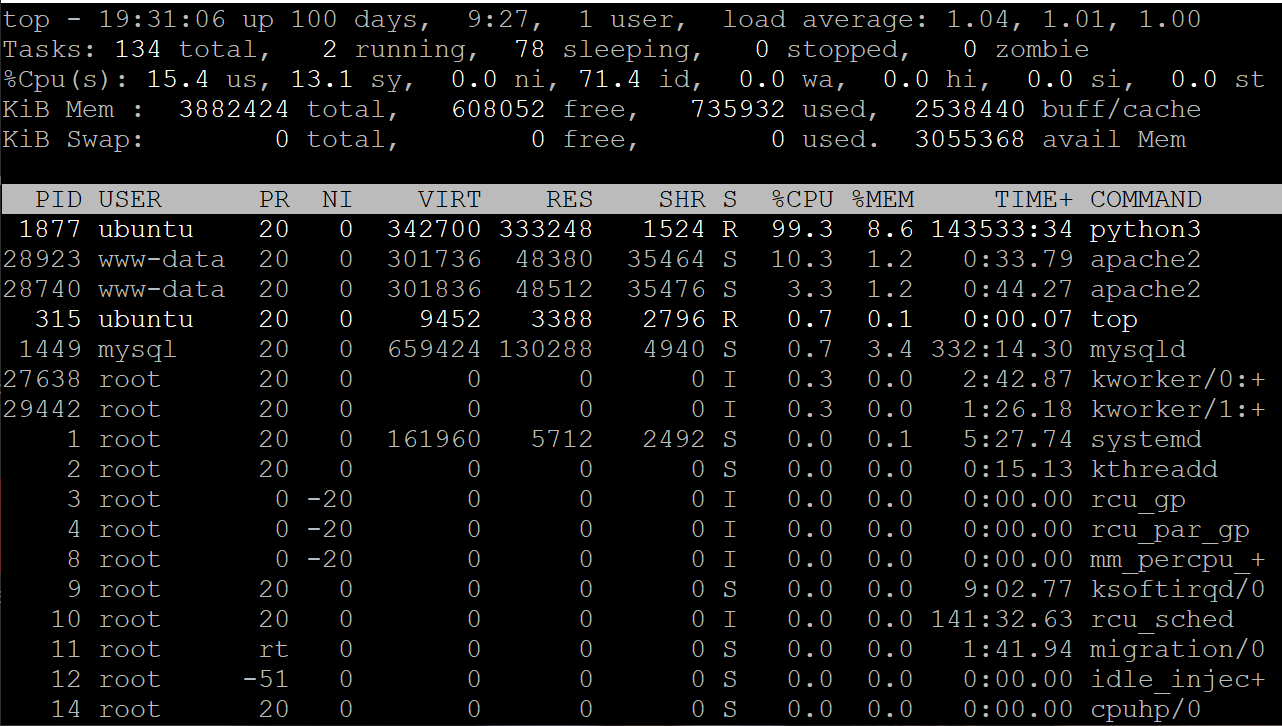 top - 19:31:06 up 100 days,  9:27,  1 user,  load average: 1.04, 1.01, 1.00
Tasks: 134 total,   2 running,  78 sleeping,   0 stopped,   0 zombie
%Cpu(s): 15.4 us, 13.1 sy,  0.0 ni, 71.4 id,  0.0 wa,  0.0 hi,  0.0 si,  0.0 st
KiB Mem :  3882424 total,   608052 free,   735932 used,  2538440 buff/cache
KiB Swap:        0 total,        0 free,        0 used.  3055368 avail Mem
  PID USER      PR  NI    VIRT    RES    SHR S  %CPU %MEM     TIME+ COMMAND
 1877 ubuntu    20   0  342700 333248   1524 R  99.3  8.6 143533:34 python3
28923 www-data  20   0  301736  48380  35464 S  10.3  1.2   0:33.79 apache2
28740 www-data  20   0  301836  48512  35476 S   3.3  1.2   0:44.27 apache2
  315 ubuntu    20   0    9452   3388   2796 R   0.7  0.1   0:00.07 top
 1449 mysql     20   0  659424 130288   4940 S   0.7  3.4 332:14.30 mysqld
27638 root      20   0       0      0      0 I   0.3  0.0   2:42.87 kworker/0:+
29442 root      20   0       0      0      0 I   0.3  0.0   1:26.18 kworker/1:+
    1 root      20   0  161960   5712   2492 S   0.0  0.1   5:27.74 systemd
    2 root      20   0       0      0      0 S   0.0  0.0   0:15.13 kthreadd
    3 root       0 -20       0      0      0 I   0.0  0.0   0:00.00 rcu_gp
    4 root       0 -20       0      0      0 I   0.0  0.0   0:00.00 rcu_par_gp
    8 root       0 -20       0      0      0 I   0.0  0.0   0:00.00 mm_percpu_+
    9 root      20   0       0      0      0 S   0.0  0.0   9:02.77 ksoftirqd/0
   10 root      20   0       0      0      0 I   0.0  0.0 141:32.63 rcu_sched
   11 root      rt   0       0      0      0 S   0.0  0.0   1:41.94 migration/0
   12 root     -51   0       0      0      0 S   0.0  0.0   0:00.00 idle_injec+
   14 root      20   0       0      0      0 S   0.0  0.0   0:00.00 cpuhp/0